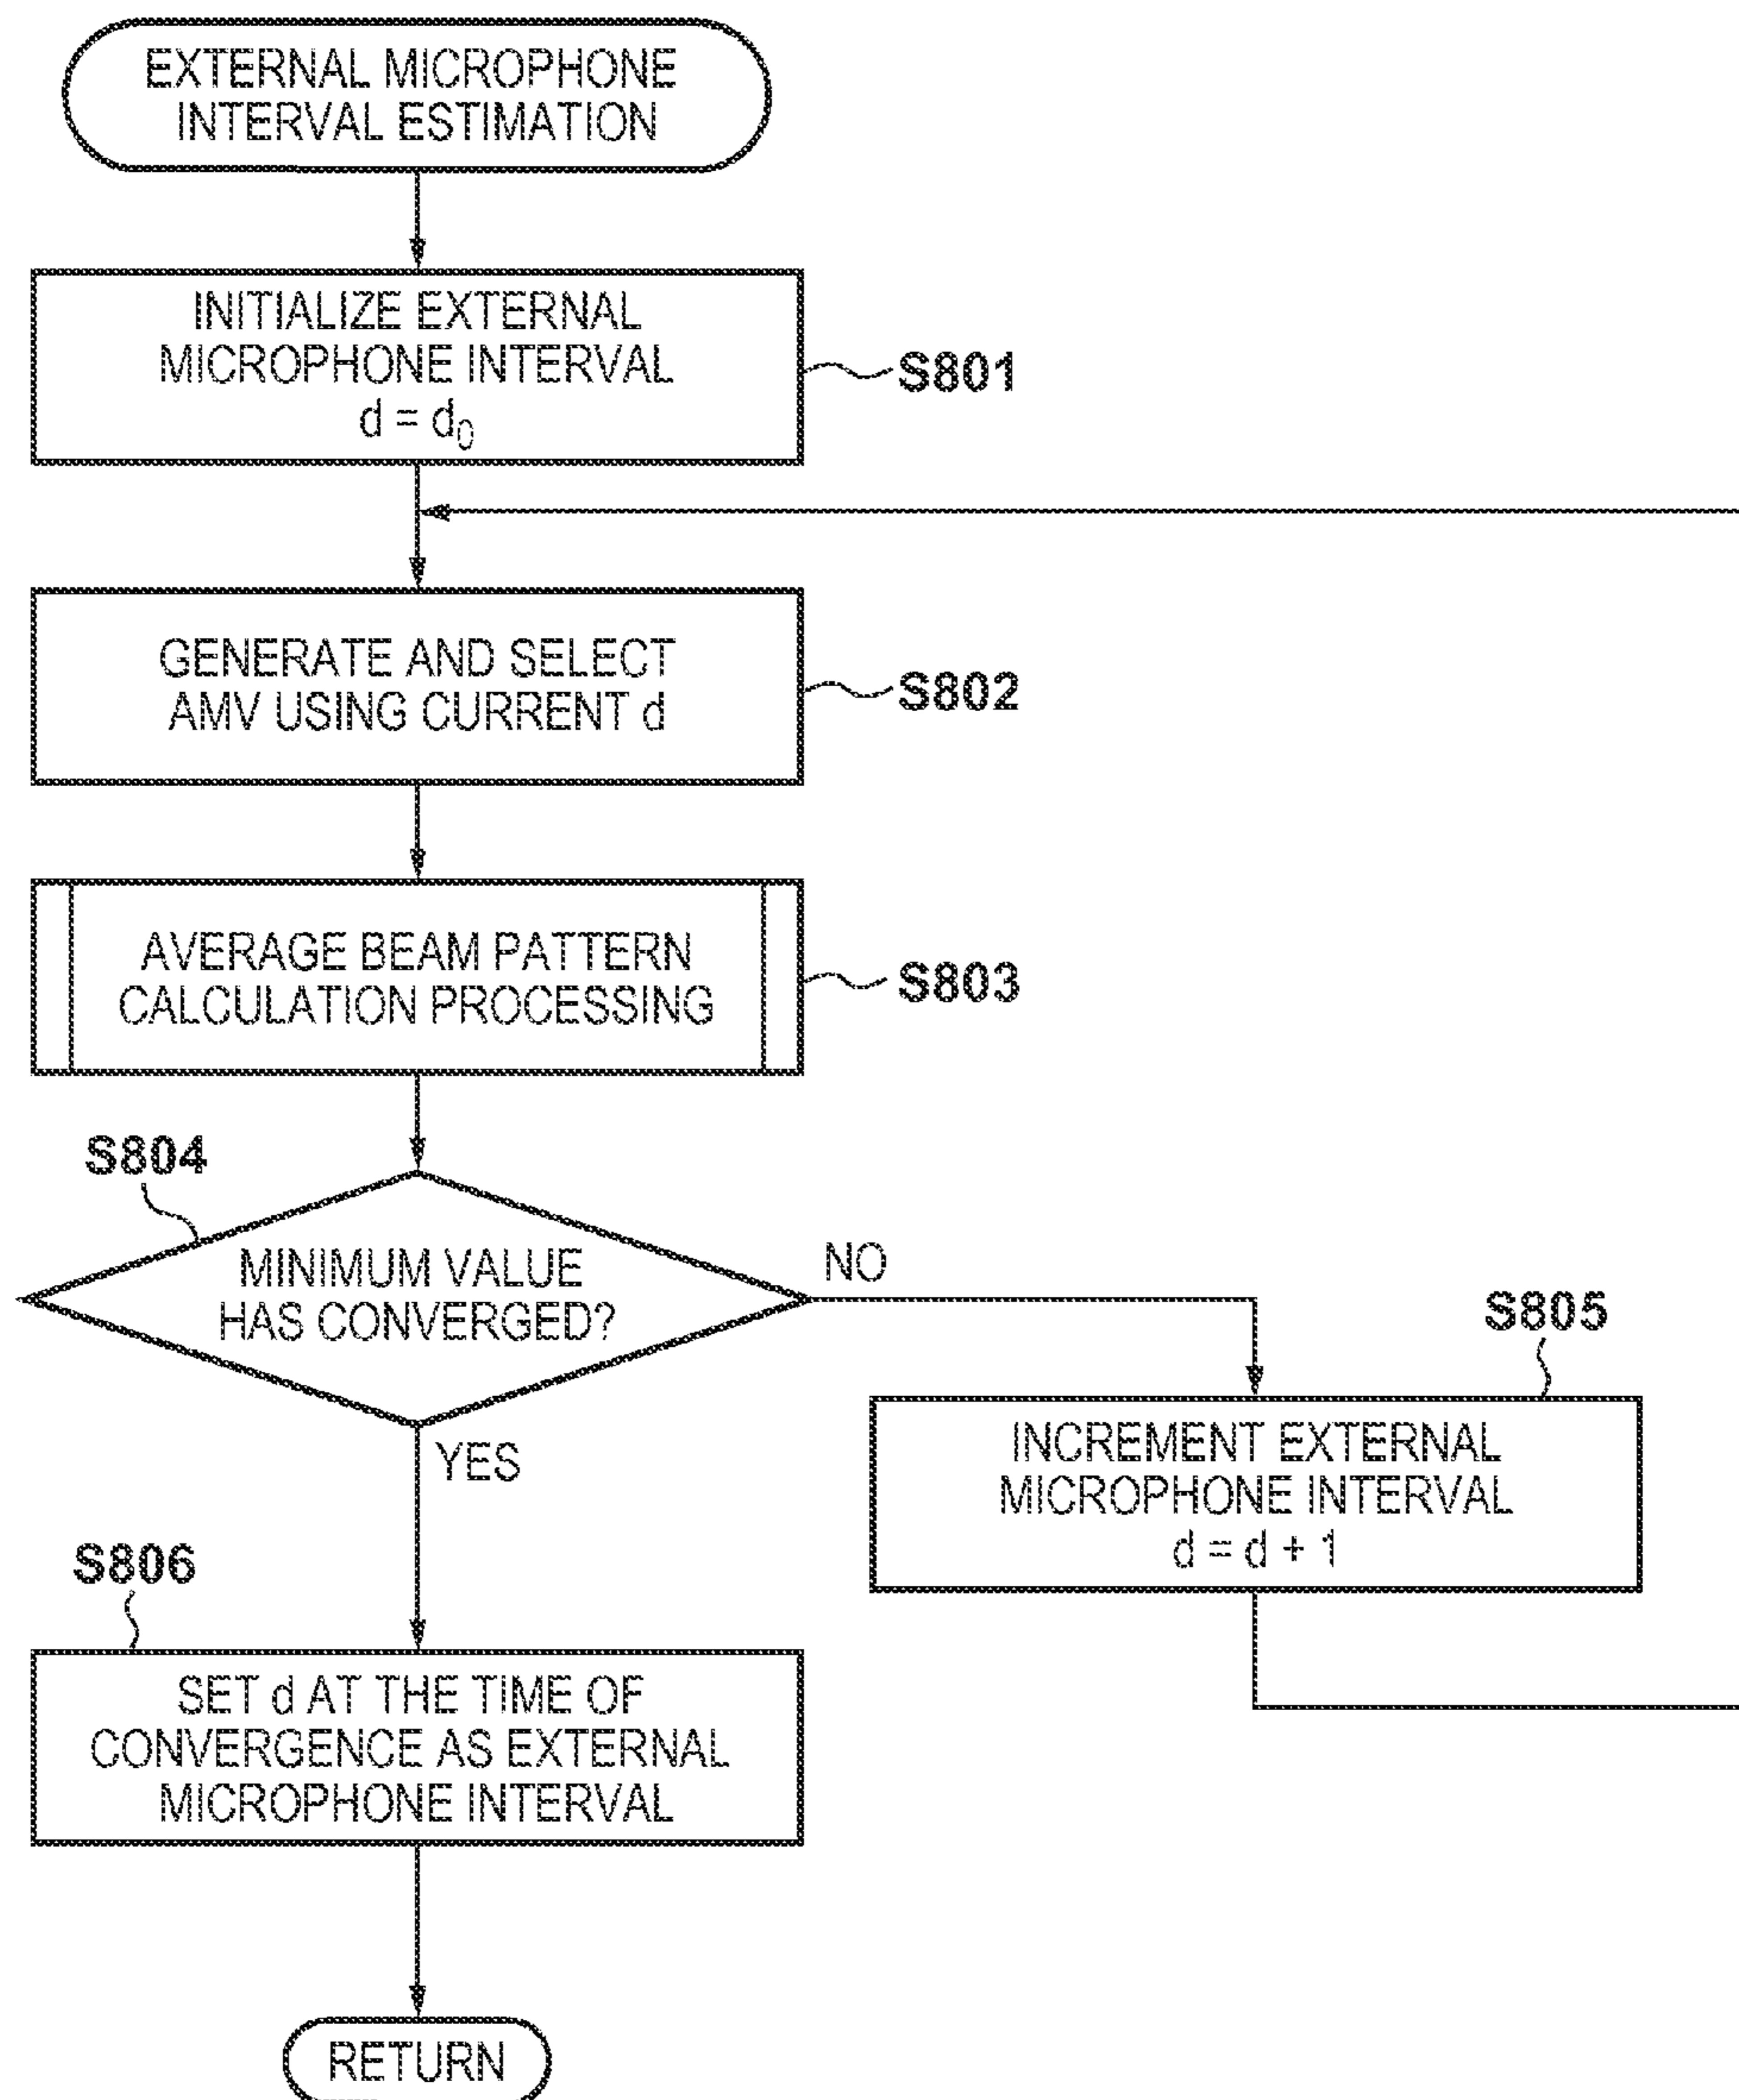 EXTERNAL MICROPHONE
INTERVAL ESTIMATION
INITIALIZE EXTERNAL
MICROPHONE INTERVAL
d = d₀
S801
GENERATE AND SELECT
AMV USING CURRENT d
S802
AVERAGE BEAM PATTERN
CALCULATION PROCESSING
S803
S804
MINIMUM VALUE
HAS CONVERGED?
NO
YES
S805
INCREMENT EXTERNAL
MICROPHONE INTERVAL
d = d + 1
S806
SET d AT THE TIME OF
CONVERGENCE AS EXTERNAL
MICROPHONE INTERVAL
RETURN